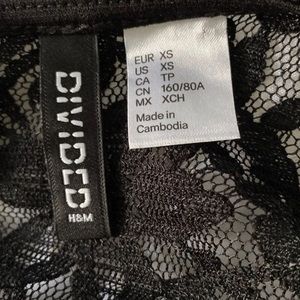 DIVIDED
H&M
EUR XS
US XS
CA TP
CN 160/80A
MX XCH
Made in
Cambodia